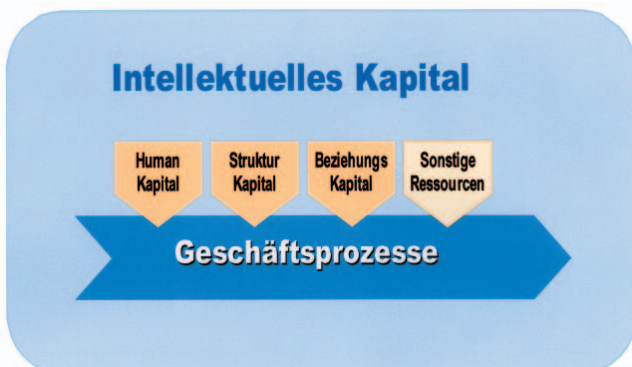 Intellektuelles Kapital
Human
Kapital
Struktur
Kapital
Beziehungs
Kapital
Sonstige
Ressourcen
Geschäftsprozesse